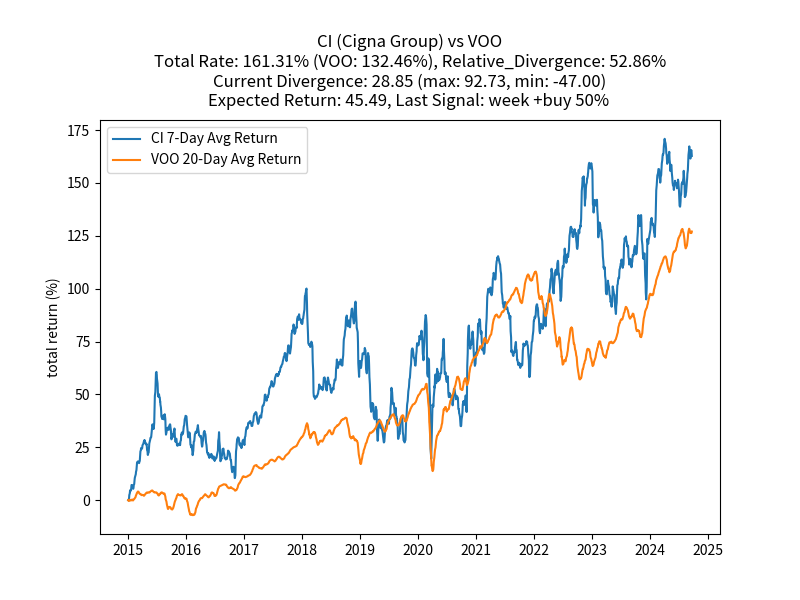 CI (Cigna Group) vs VOO
Total Rate: 161.31% (VOO: 132.46%), Relative_Divergence: 52.86%
Current Divergence: 28.85 (max: 92.73, min: -47.00)
Expected Return: 45.49, Last Signal: week +buy 50%
CI 7-Day Avg Return
VOO 20-Day Avg Return
total return (%)
175
150
125
100
75
50
25
0
2015 2016 2017 2018 2019 2020 2021 2022 2023 2024 2025